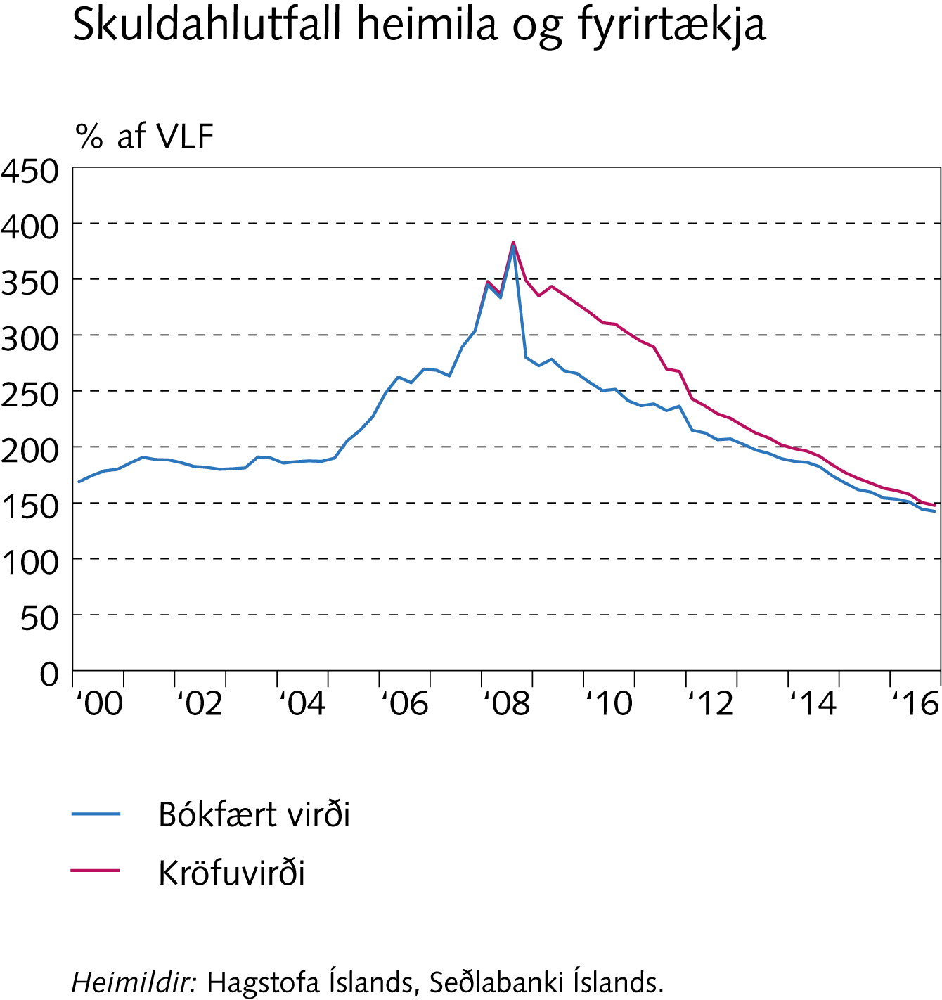 Skuldahlutfall heimila og fyrirtækja
% af VLF
450
400
350
300
250
200
150
100
50
0
‘00 ‘02 ‘04 ‘06 ‘08 ‘10 ‘12 ‘14 ‘16
Bókfært virði
Kröfuvirði
Heimildir: Hagstofa Íslands, Seðlabanki Íslands.